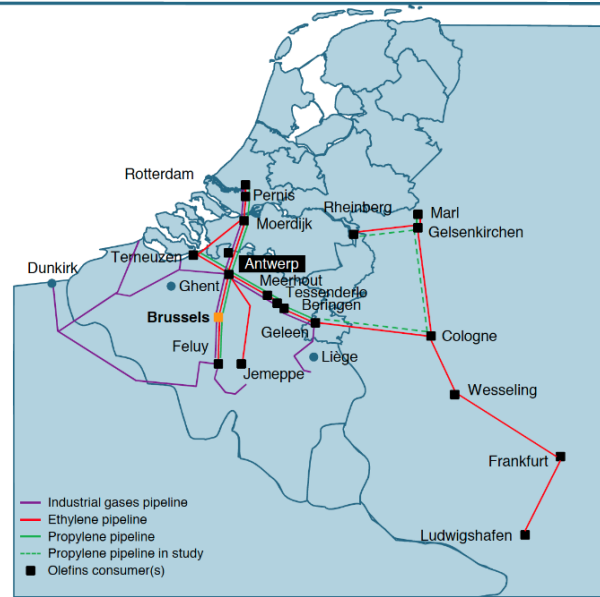 Rotterdam
Pernis
Rheinberg
Marl
Moerdijk
Gelsenkirchen
Terneuzen
Antwerp
Dunkirk
Meerhout
Ghent
Tessenderlo
Beringen
Brussels
Geleen
Cologne
Feluy
Liège
Jemeppe
Wesseling
Frankfurt
Ludwigshafen
Industrial gases pipeline
Ethylene pipeline
Propylene pipeline
Propylene pipeline in study
Olefins consumer(s)